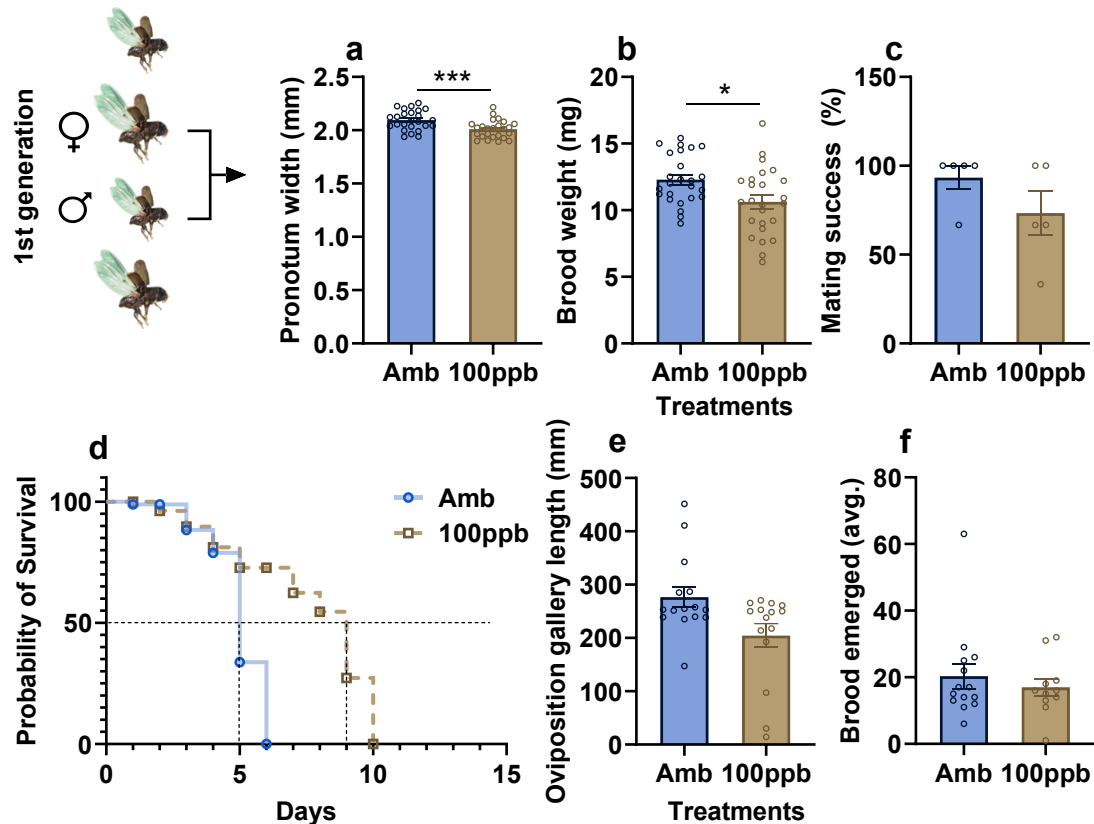 1st generation
♀
♂
a
***
Pronotum width (mm)
2.5
2.0
1.5
1.0
0.5
0.0
Amb 100ppb
b
*
Brood weight (mg)
20
15
10
5
0
Amb 100ppb
Treatments
c
Mating success (%)
150
100
50
0
Amb 100ppb
d
Probability of Survival
100
50
0
0 5 10 15
Days
Amb
100ppb
e
Oviposition gallery length (mm)
500
400
300
200
100
0
Amb 100ppb
Treatments
f
Brood emerged (avg.)
80
60
40
20
0
Amb 100ppb